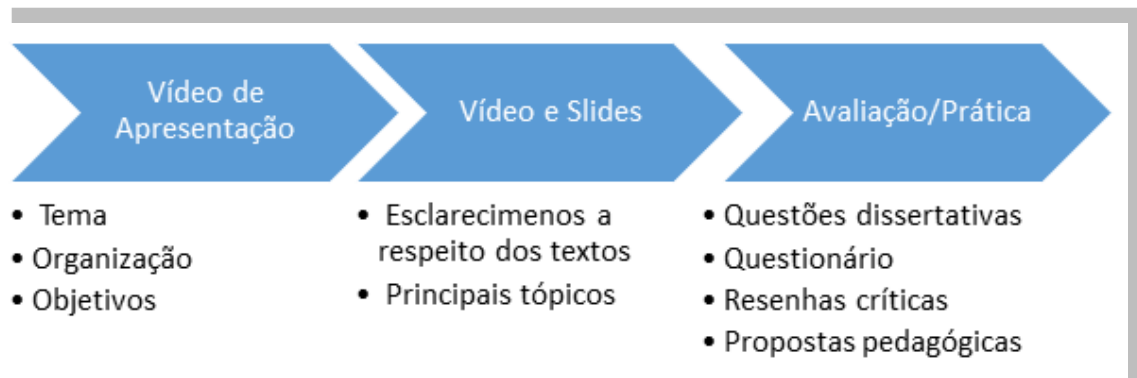 Vídeo de
Apresentação
• Tema
• Organização
• Objetivos
Vídeo e Slides
• Esclarecimenos a
respeito dos textos
• Principais tópicos
Avaliação/Prática
• Questões dissertativas
• Questionário
• Resenhas críticas
• Propostas pedagógicas